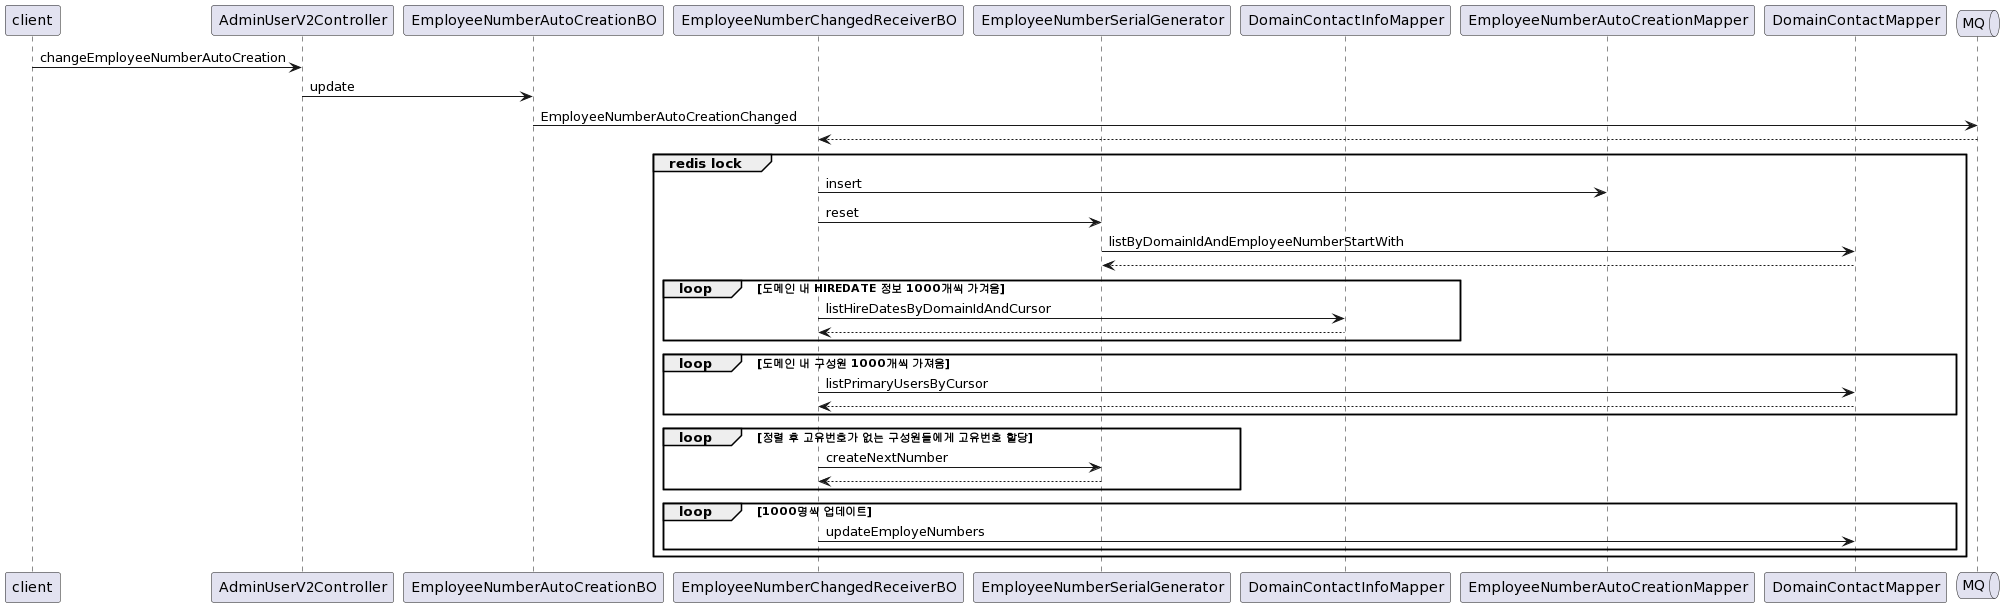 client AdminUserV2Controller EmployeeNumberAutoCreationBO EmployeeNumberChangedReceiverBO EmployeeNumberSerialGenerator DomainContactInfoMapper EmployeeNumberAutoCreationMapper DomainContactMapper MQ
changeEmployeeNumberAutoCreation
update
EmployeeNumberAutoCreationChanged
redis lock
insert
reset
listByDomainIdAndEmployeeNumberStartWith
loop [도메인 내 HIREDATE 정보 1000개씩 가겨옴]
listHireDatesByDomainIdAndCursor
loop [도메인 내 구성원 1000개씩 가져옴]
listPrimaryUsersByCursor
loop [정렬 후 고유번호가 없는 구성원들에게 고유번호 할당]
createNextNumber
loop [1000명씩 업데이트]
updateEmployeNumbers
client AdminUserV2Controller EmployeeNumberAutoCreationBO EmployeeNumberChangedReceiverBO EmployeeNumberSerialGenerator DomainContactInfoMapper EmployeeNumberAutoCreationMapper DomainContactMapper MQ